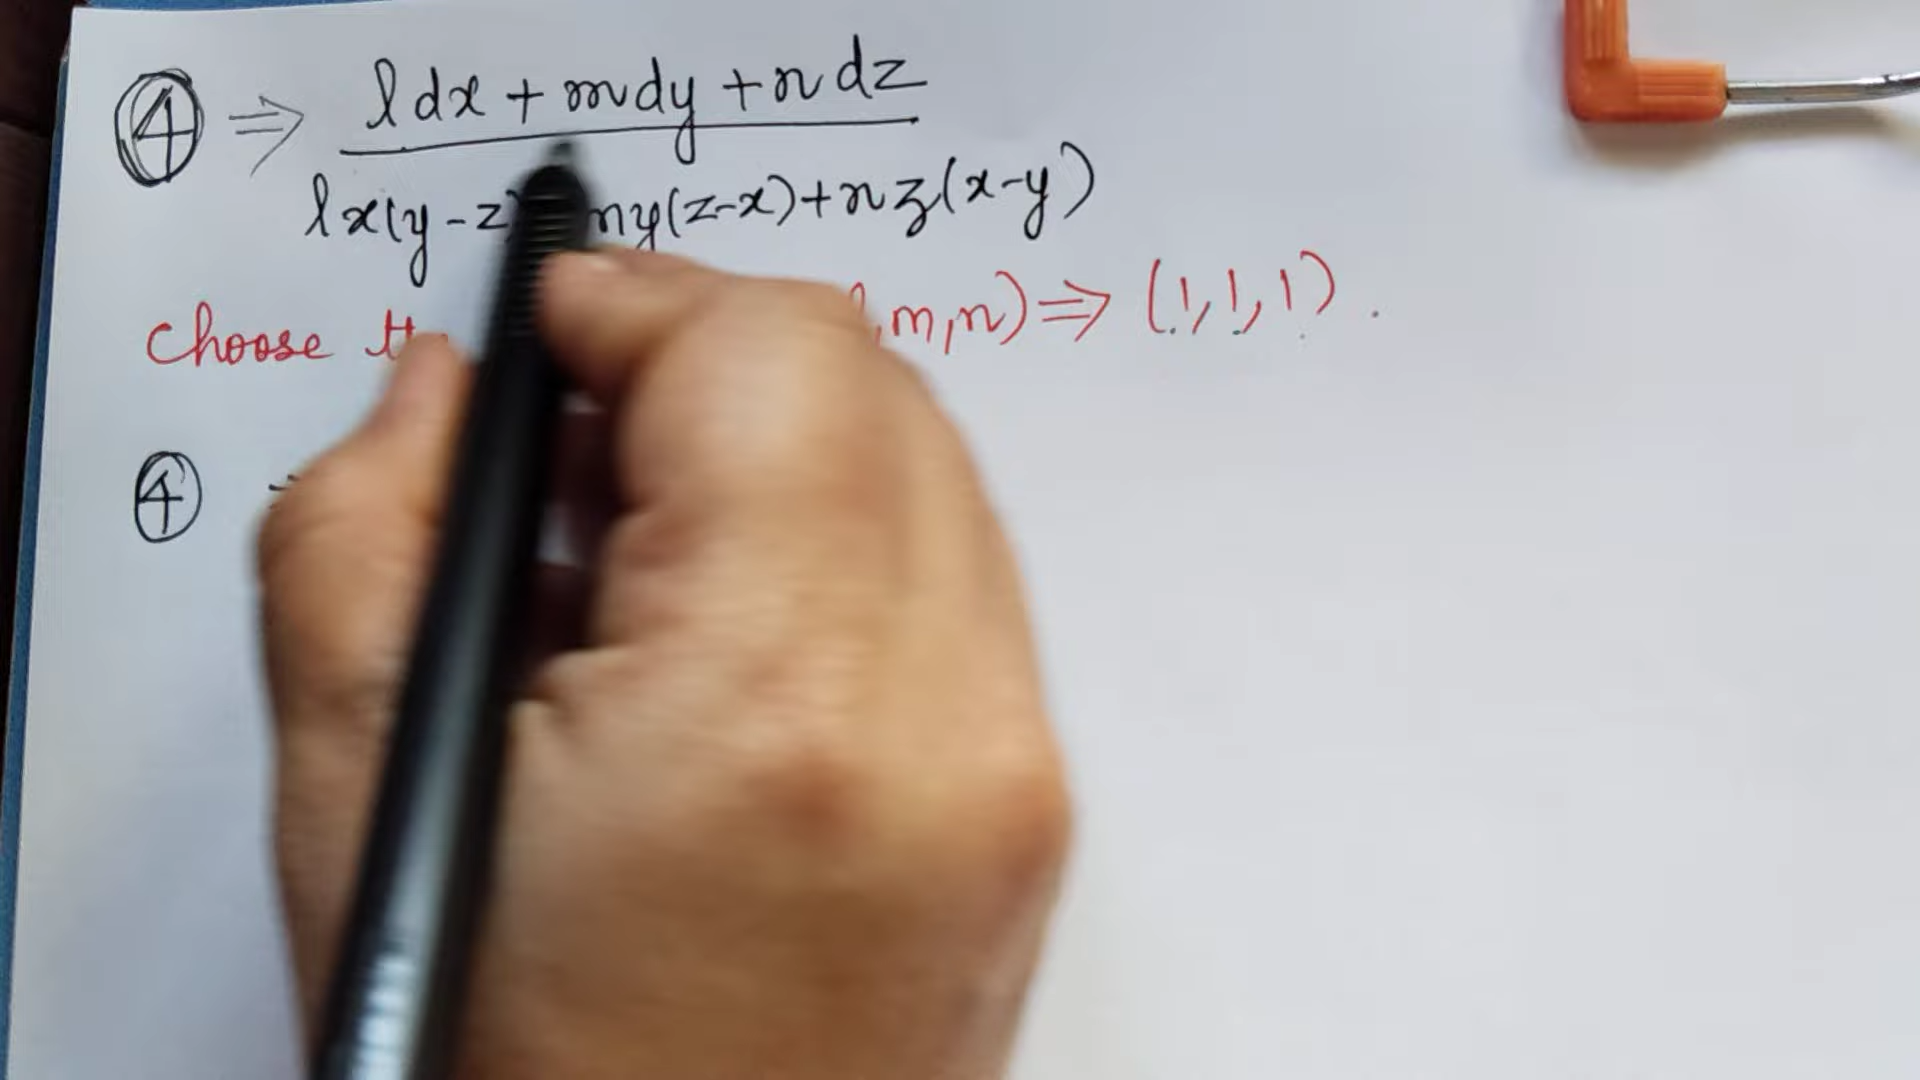 ④ ⇒ ldx + mdy + ndz
lx(y-z) my(z-x) + nz(x-y)
choose ,m,n) ⇒ (1,1,1).
④